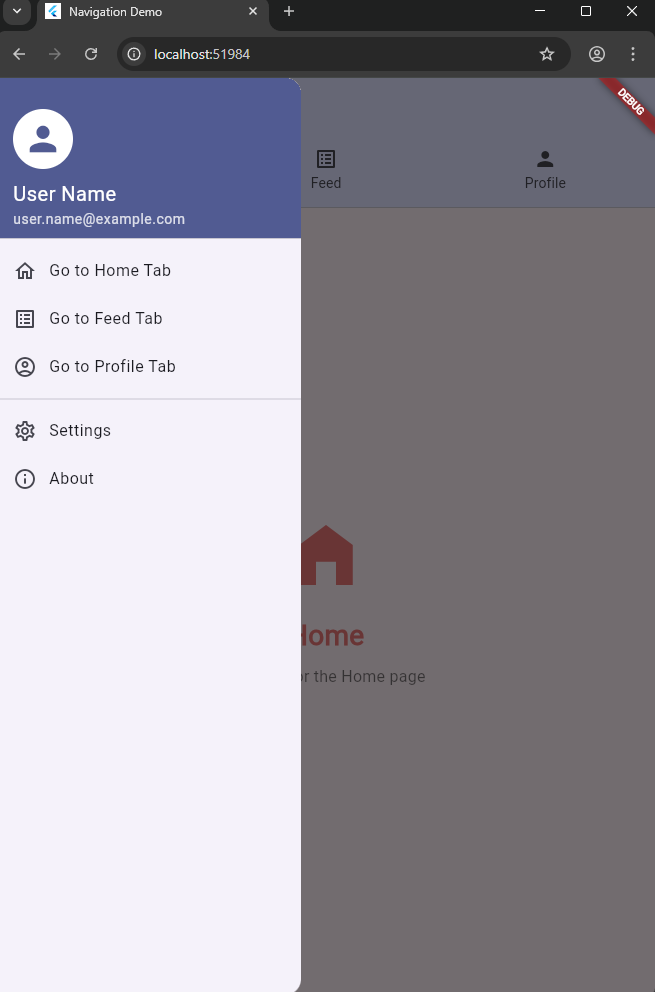 Navigation Demo
localhost:51984
DEBUG
Feed
Profile
User Name
user.name@example.com
Go to Home Tab
Go to Feed Tab
Go to Profile Tab
Settings
About
Home
or the Home page